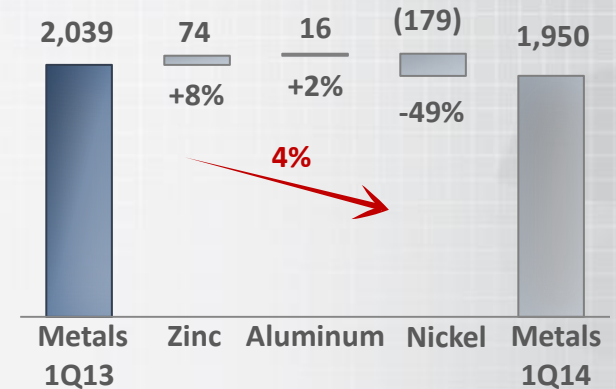 2,039 74 16 (179) 1,950
+8% +2% -49%
4%
Metals Zinc Aluminum Nickel Metals
1Q13 1Q14